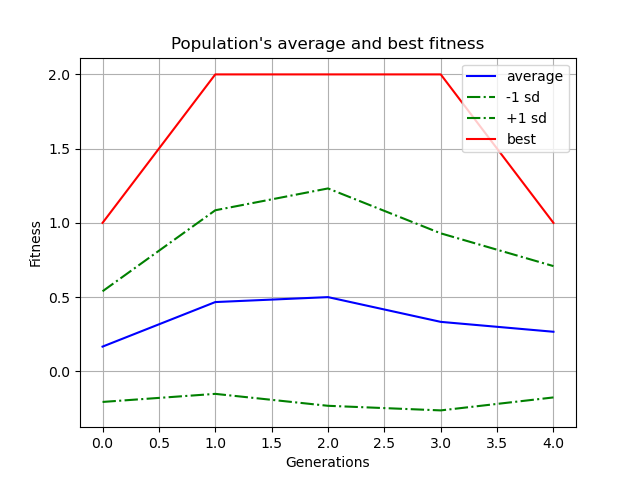 Population's average and best fitness
average
-1 sd
+1 sd
best
Fitness
2.0
1.5
1.0
0.5
0.0
0.0 0.5 1.0 1.5 2.0 2.5 3.0 3.5 4.0
Generations